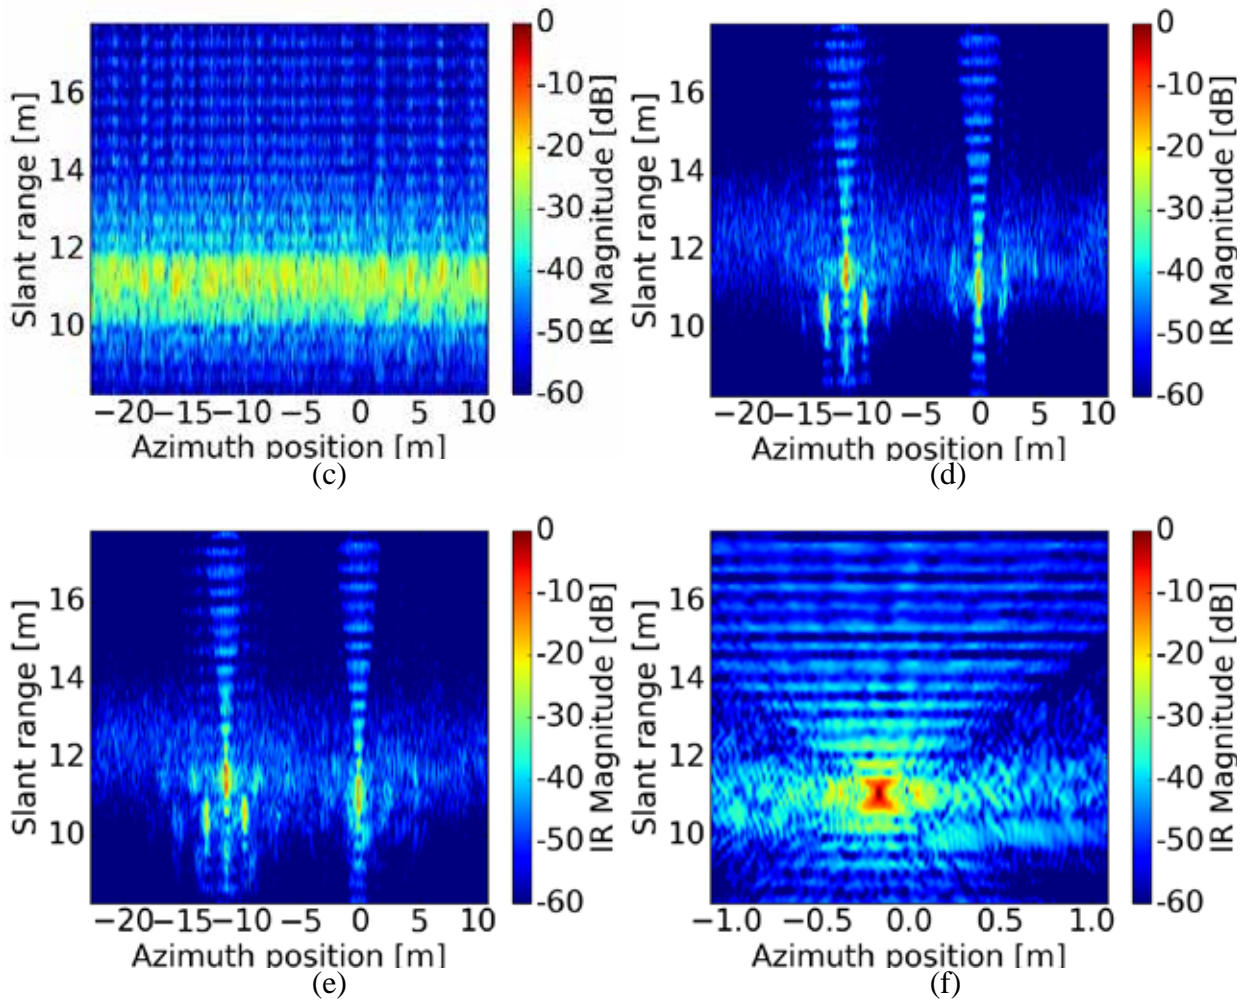 0
-10
-20
-30
-40
-50
-60
IR Magnitude [dB]
16
14
12
10
Slant range [m]
−20 −15 −10 −5 0 5 10
Azimuth position [m]
(c)
0
-10
-20
-30
-40
-50
-60
IR Magnitude [dB]
16
14
12
10
Slant range [m]
−20 −15 −10 −5 0 5 10
Azimuth position [m]
(d)
0
-10
-20
-30
-40
-50
-60
IR Magnitude [dB]
16
14
12
10
Slant range [m]
−20 −15 −10 −5 0 5 10
Azimuth position [m]
(e)
0
-10
-20
-30
-40
-50
-60
IR Magnitude [dB]
16
14
12
10
Slant range [m]
−1.0 −0.5 0.0 0.5 1.0
Azimuth position [m]
(f)